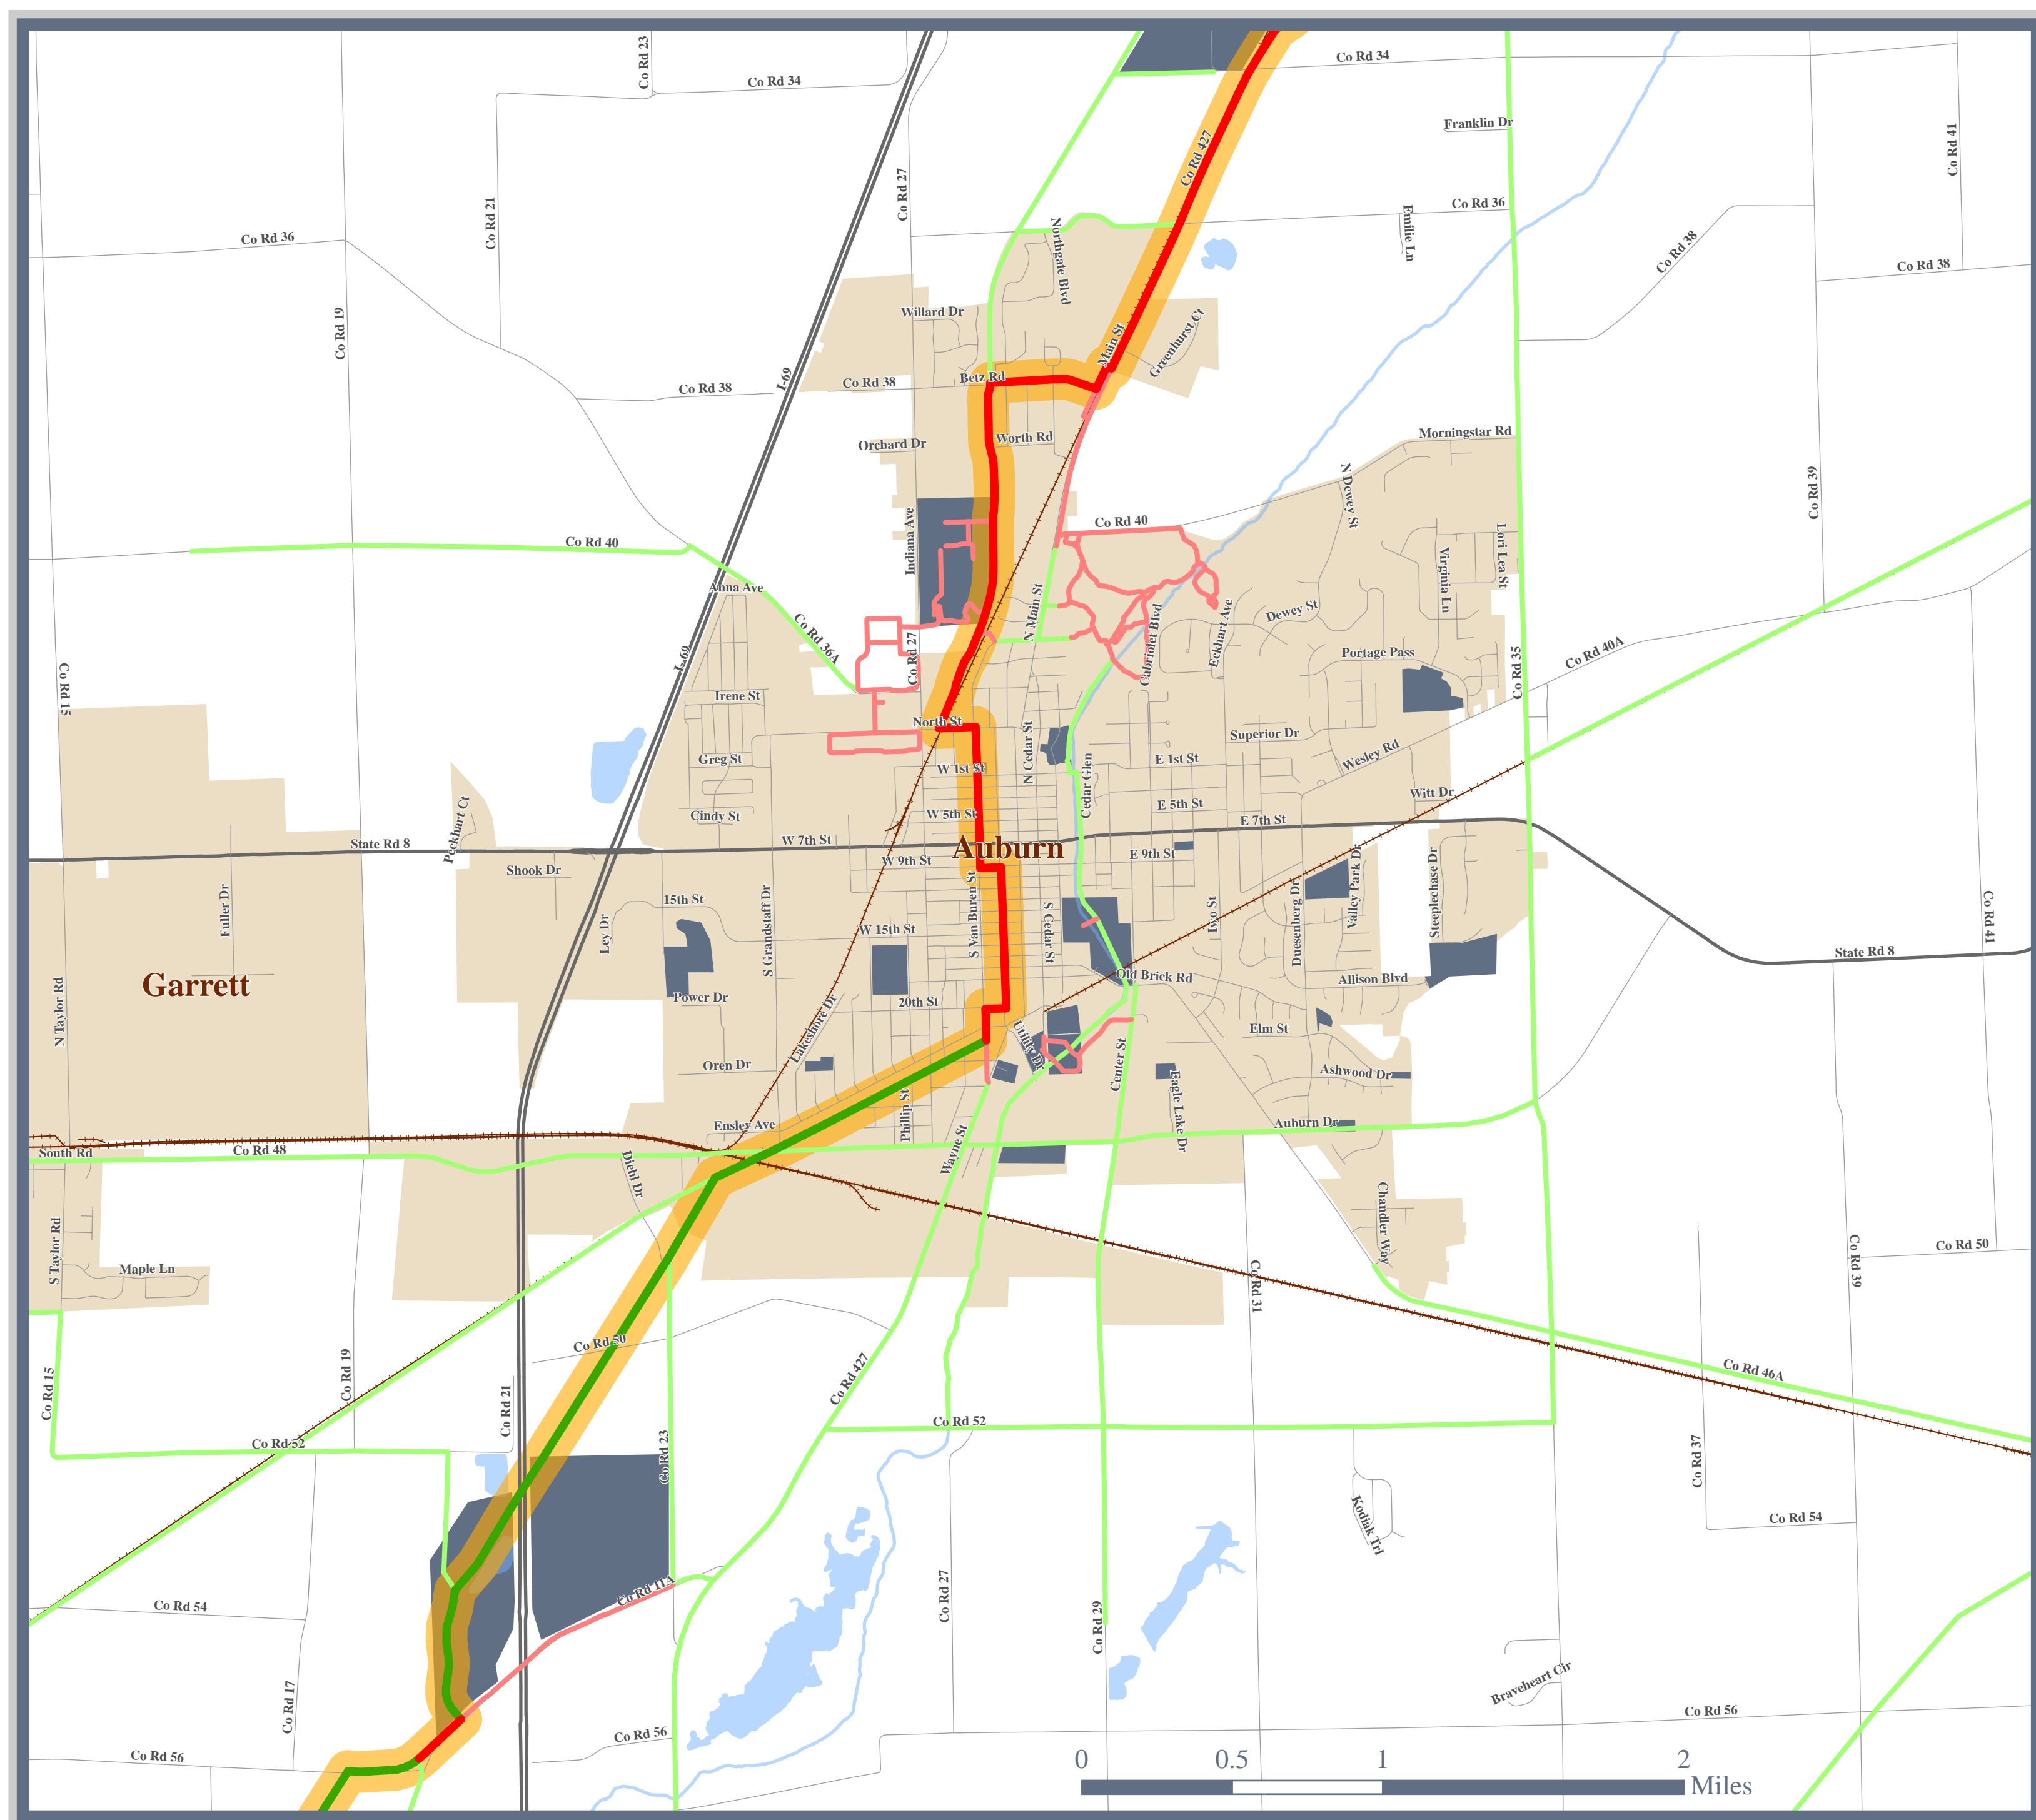 Co Rd 23
Co Rd 34
Co Rd 34
Co Rd 427
Franklin Dr
Co Rd 41
Co Rd 27
Co Rd 21
Co Rd 36
Northgate Blvd
Co Rd 36
Emilie Ln
Co Rd 38
Co Rd 38
Co Rd 19
Willard Dr
Main St
Greenhurst Ct
I-69
Co Rd 38
Co Rd 38
Betz Rd
Orchard Dr
Worth Rd
Morningstar Rd
N Dewey St
Co Rd 39
Indiana Ave
Co Rd 40
Co Rd 40
Lori Lea St
Virginia Ln
Anna Ave
N Main St
Dewey St
Co Rd 36A
Cabriolet Blvd
Eckhart Ave
I-69
Co Rd 27
Portage Pass
Co Rd 35
Co Rd 40A
Co Rd 15
Irene St
North St
N Cedar St
Superior Dr
Wesley Rd
Greg St
W 1st St
Cedar Glen
E 1st St
Witt Dr
Peckhart Ct
Cindy St
W 5th St
E 5th St
E 7th St
State Rd 8
W 7th St
Auburn
W 9th St
E 9th St
Shook Dr
Fuller Dr
Ley Dr
15th St
S Grandstaff Dr
W 15th St
S Van Buren St
S Cedar St
Iwo St
Duesenberg Dr
Valley Park Dr
Steeplechase Dr
Co Rd 41
State Rd 8
Garrett
N Taylor Rd
Power Dr
Lakeshore Dr
20th St
Old Brick Rd
Allison Blvd
Utility Dr
Elm St
Oren Dr
Center St
Eagle Lake Dr
Ashwood Dr
Ensley Ave
Phillip St
Wayne St
Auburn Dr
South Rd
Co Rd 48
Diehl Dr
Chandler Way
S Taylor Rd
Maple Ln
Co Rd 31
Co Rd 39
Co Rd 50
Co Rd 50
Co Rd 15
Co Rd 19
Co Rd 21
Co Rd 427
Co Rd 46A
Co Rd 52
Co Rd 23
Co Rd 52
Co Rd 37
Kodiak Trl
Co Rd 54
Co Rd 11A
Co Rd 54
Co Rd 27
Co Rd 29
Co Rd 17
Braveheart Cir
Co Rd 56
Co Rd 56
Co Rd 56
0 0.5 1 2
Miles